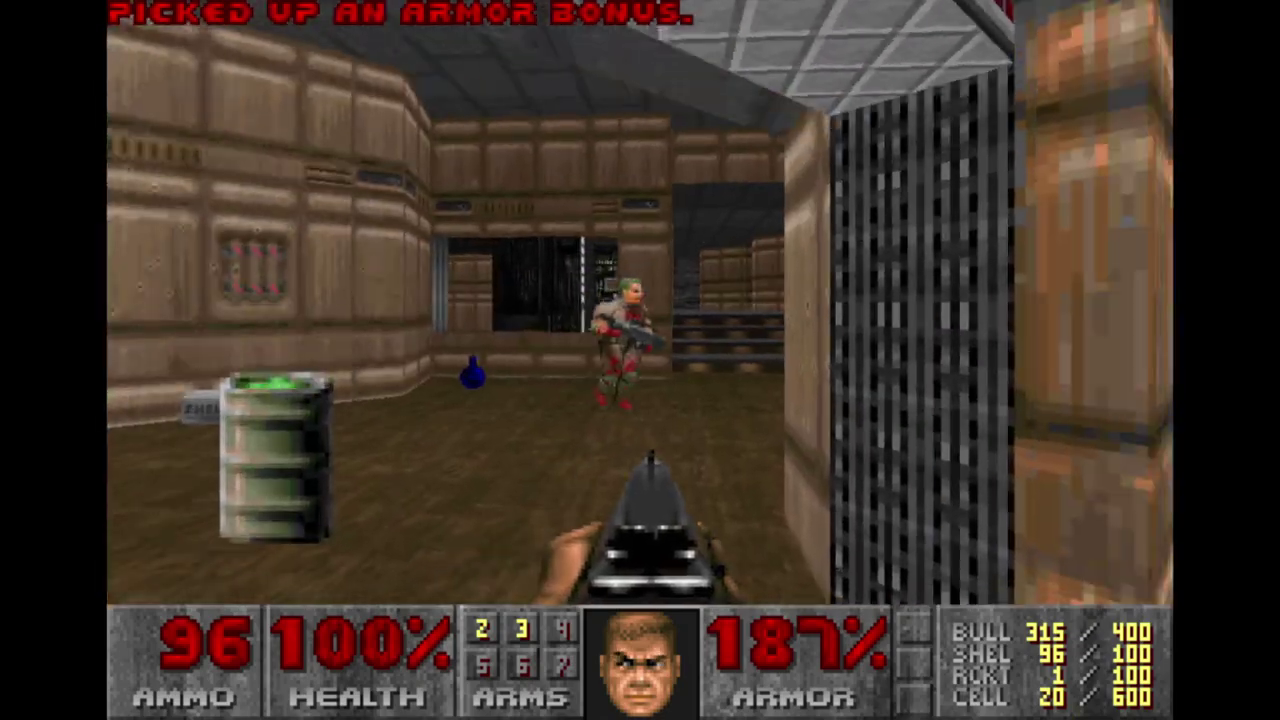 PICKED UP AN ARMOR BONUS.
SHEL
96 100% 2 3 4 187% BULL 315 / 400
5 6 7 SHEL 96 / 100
RCKT 1 / 100
AMMO HEALTH ARMS ARMOR CELL 20 / 600